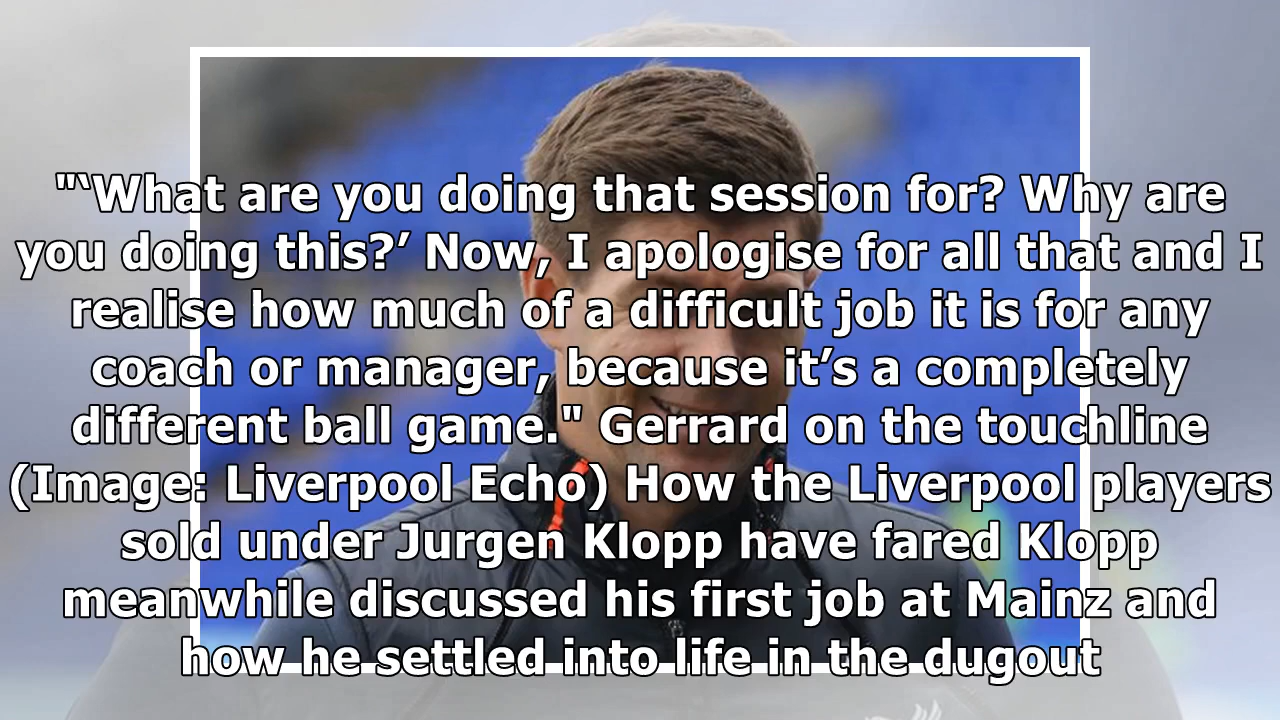 "‘What are you doing that session for? Why are
you doing this?’ Now, I apologise for all that and I
realise how much of a difficult job it is for any
coach or manager, because it’s a completely
different ball game." Gerrard on the touchline
(Image: Liverpool Echo) How the Liverpool players
sold under Jurgen Klopp have fared Klopp
meanwhile discussed his first job at Mainz and
how he settled into life in the dugout